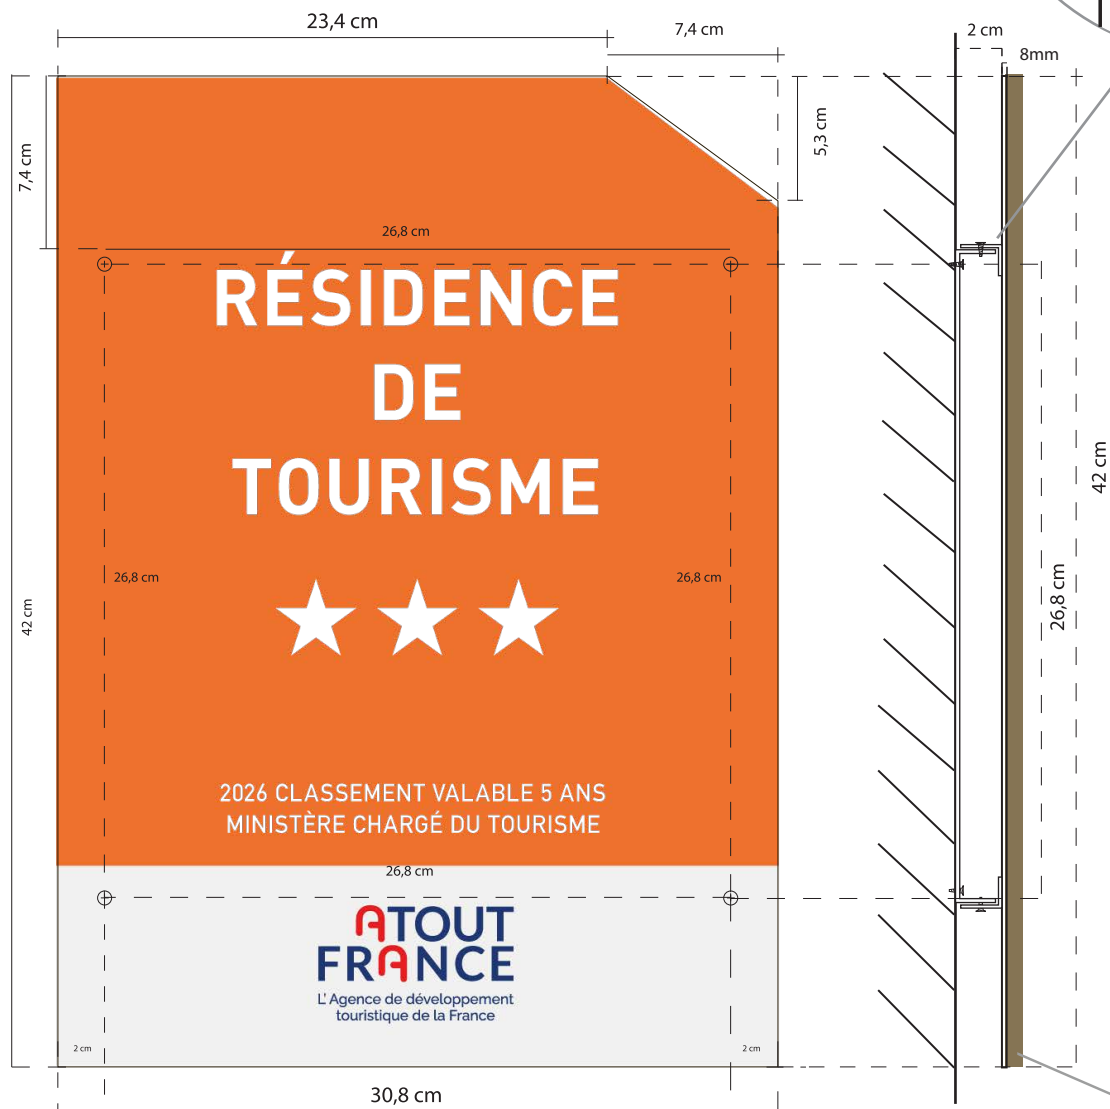 23,4 cm
7,4 cm
2 cm
8mm
5,3 cm
7,4 cm
26,8 cm
RÉSIDENCE
DE
TOURISME
42 cm
26,8 cm
26,8 cm
26,8 cm
42 cm
2026 CLASSEMENT VALABLE 5 ANS
MINISTÈRE CHARGÉ DU TOURISME
26,8 cm
ATOUT
FRANCE
L'Agence de développement
touristique de la France
2 cm
2 cm
30,8 cm